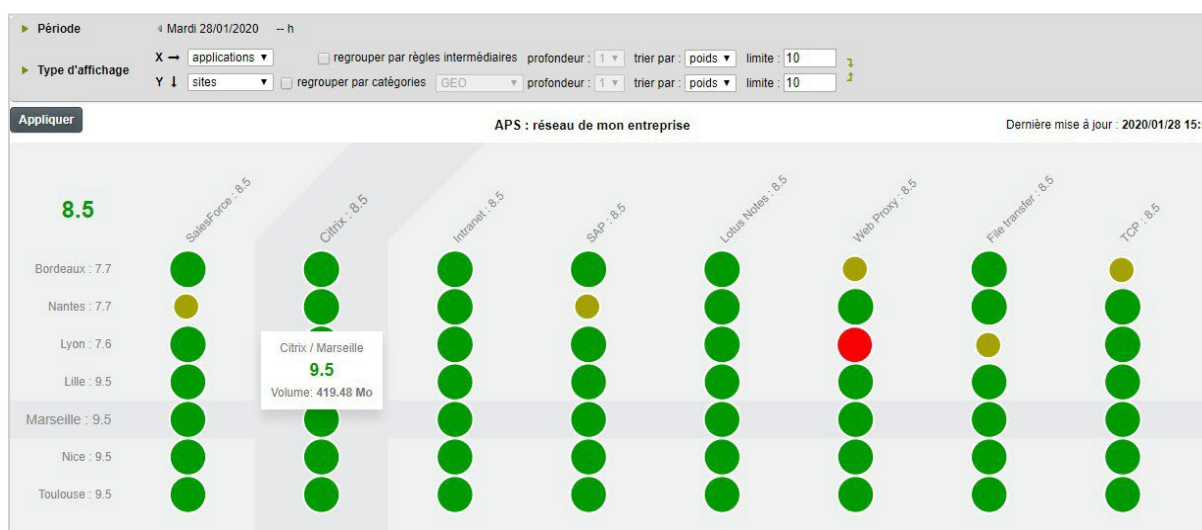 Période Mardi 28/01/2020 -- h
Type d'affichage
X → applications ▼ regrouper par règles intermédiaires profondeur : 1 ▼ trier par : poids ▼ limite : 10
Y ↓ sites ▼ regrouper par catégories GEO ▼ profondeur : 1 ▼ trier par : poids ▼ limite : 10
Appliquer
APS : réseau de mon entreprise
Dernière mise à jour : 2020/01/28 15:
8.5
SalesForce : 8.5
Citrix : 8.5
Intranet : 8.5
SAP : 8.5
Lotus Notes : 8.5
Web Proxy : 8.5
File transfer : 8.5
TCP : 8.5
Bordeaux : 7.7
Nantes : 7.7
Lyon : 7.6
Lille : 9.5
Marseille : 9.5
Nice : 9.5
Toulouse : 9.5
Citrix / Marseille
9.5
Volume: 419.48 Mo